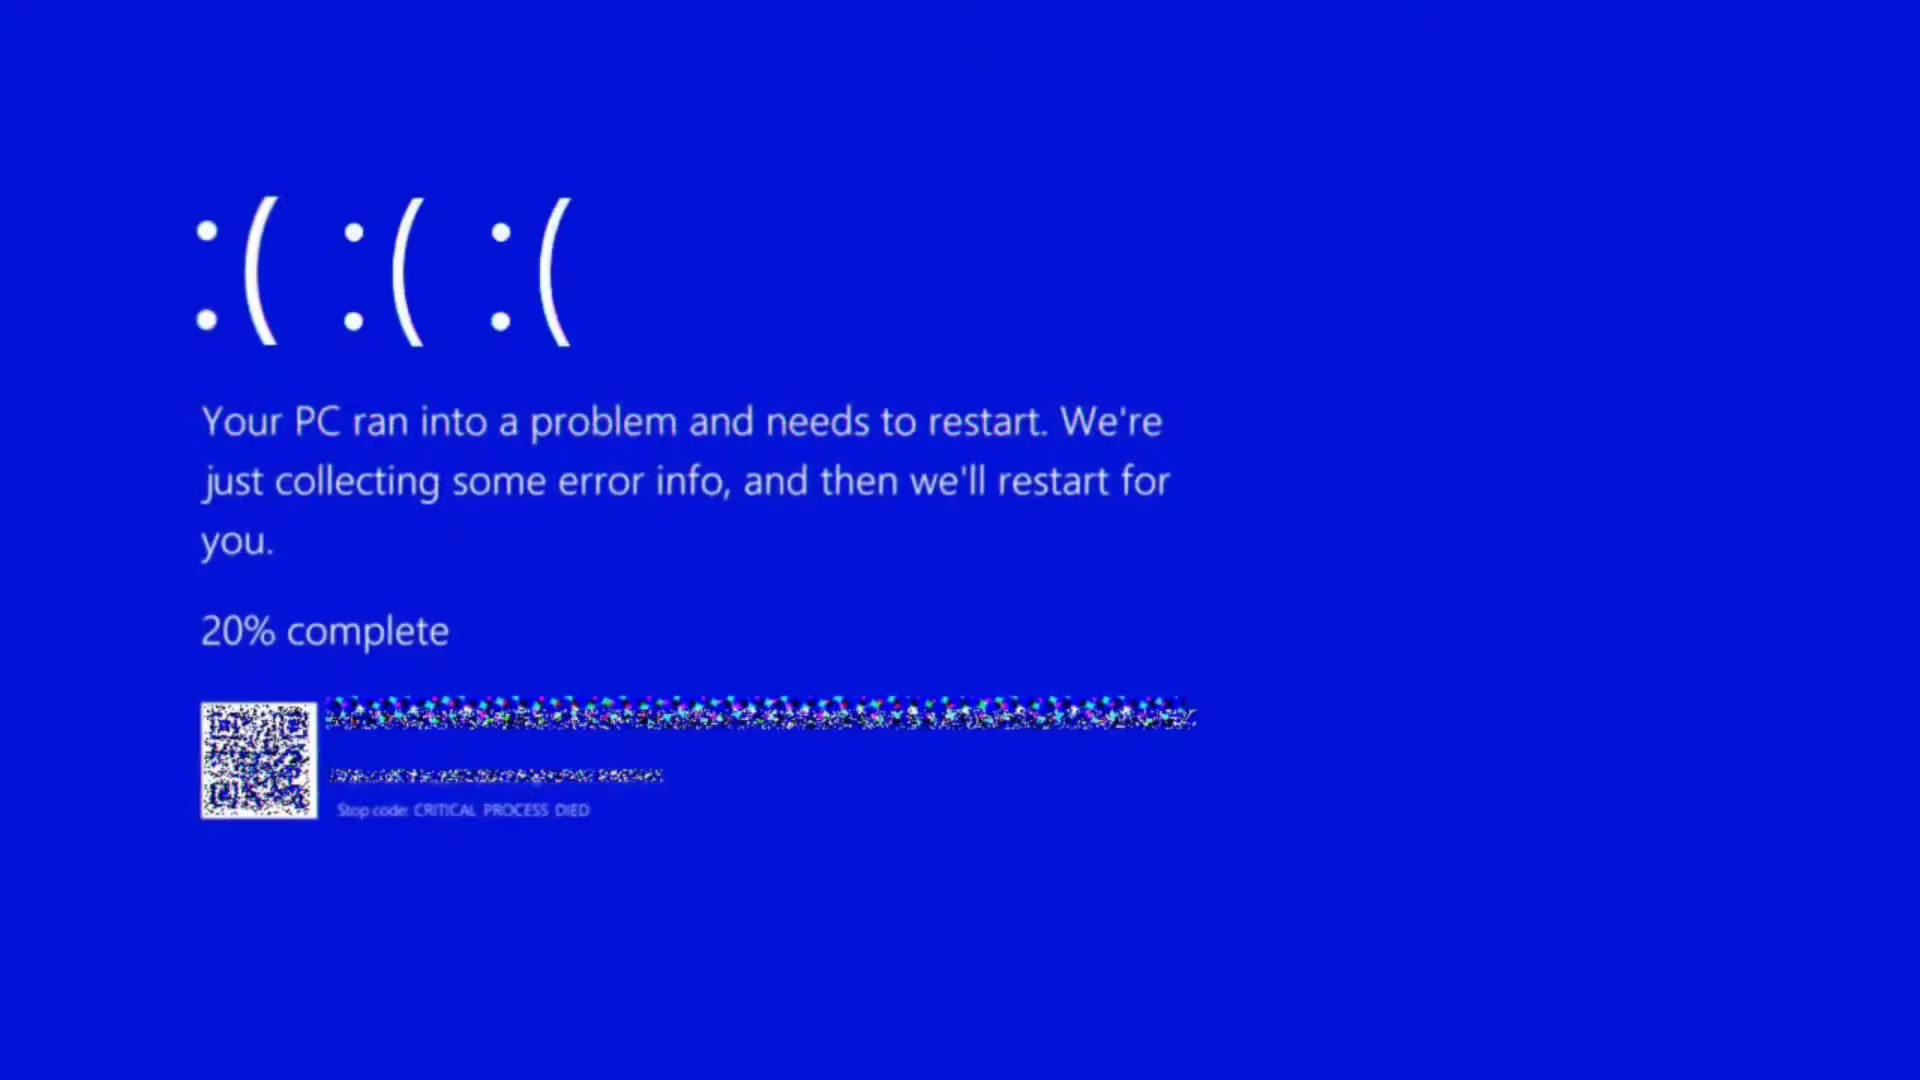 :( :( :(
Your PC ran into a problem and needs to restart. We're
just collecting some error info, and then we'll restart for
you.
20% complete
Stop code: CRITICAL PROCESS DIED